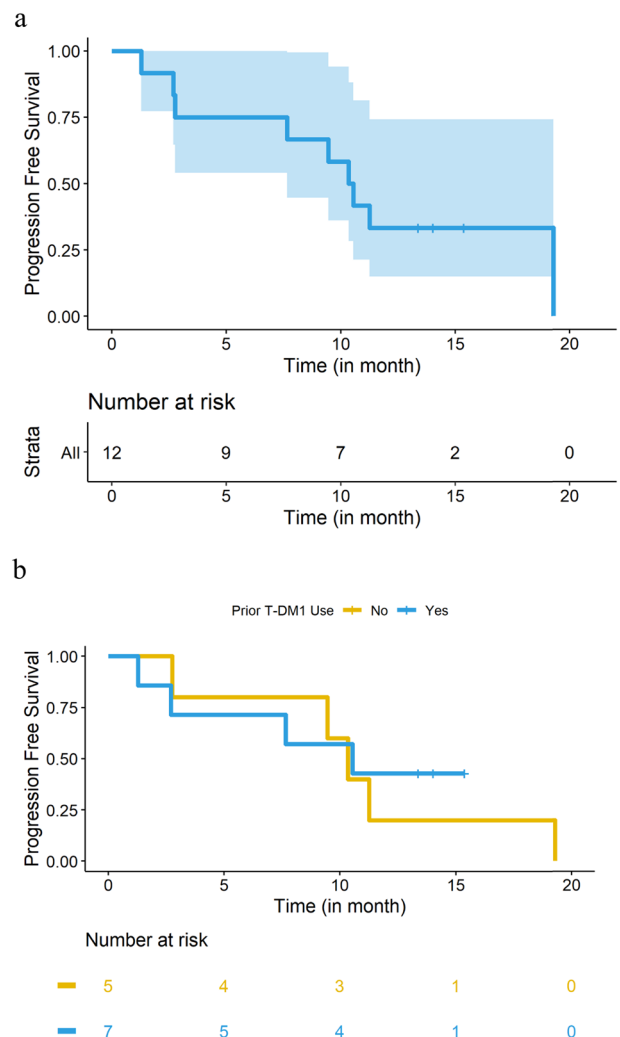 a
Progression Free Survival
1.00
0.75
0.50
0.25
0.00
0 5 10 15 20
Time (in month)
Number at risk
Strata
All 12 9 7 2 0
0 5 10 15 20
Time (in month)
b
Prior T-DM1 Use No Yes
Progression Free Survival
1.00
0.75
0.50
0.25
0.00
0 5 10 15 20
Time (in month)
Number at risk
5 4 3 1 0
7 5 4 1 0